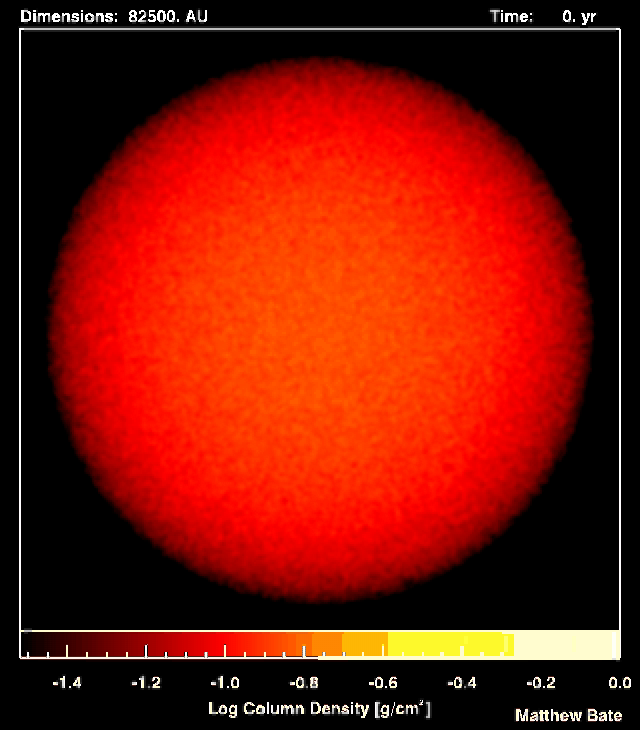 Dimensions: 82500. AU Time: 0. yr
-1.4 -1.2 -1.0 -0.8 -0.6 -0.4 -0.2 0.0
Log Column Density [g/cm²]
Matthew Bate